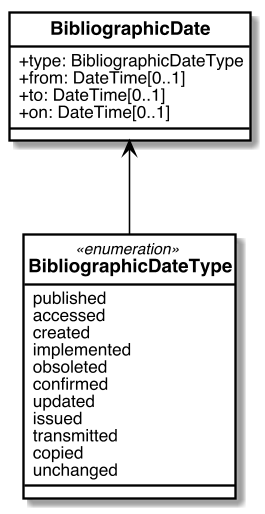 BibliographicDate
+type: BibliographicDateType
+from: DateTime[0..1]
+to: DateTime[0..1]
+on: DateTime[0..1]
«enumeration»
BibliographicDateType
published
accessed
created
implemented
obsoleted
confirmed
updated
issued
transmitted
copied
unchanged